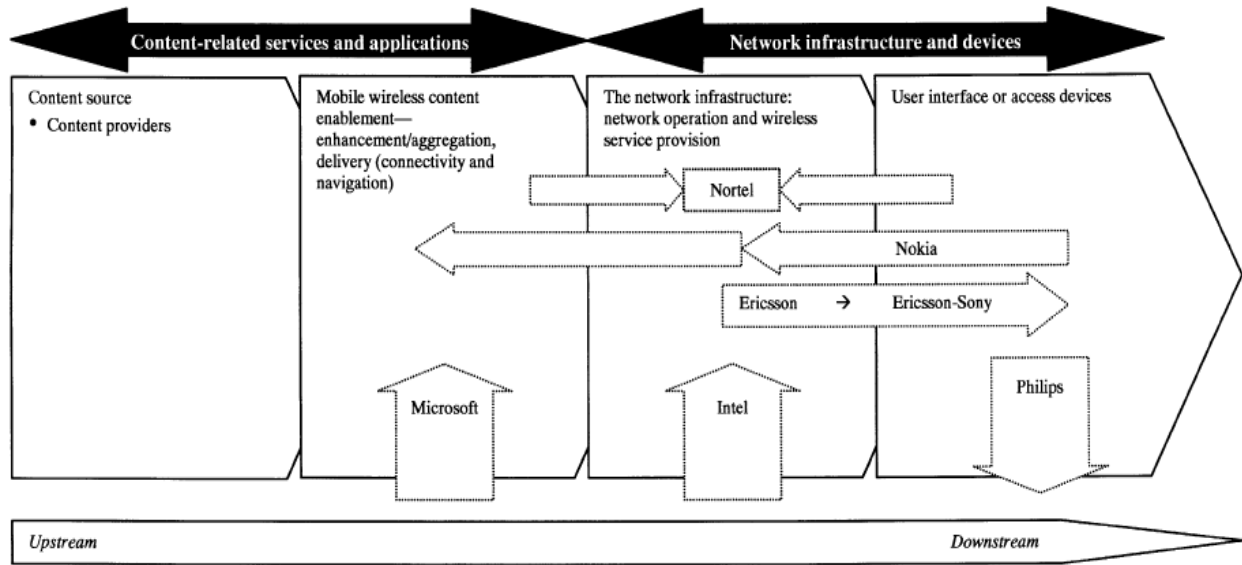 Content-related services and applications
Network infrastructure and devices
Content source
• Content providers
Mobile wireless content
enablement—
enhancement/aggregation,
delivery (connectivity and
navigation)
The network infrastructure:
network operation and wireless
service provision
User interface or access devices
Nortel
Nokia
Ericsson → Ericsson-Sony
Microsoft
Intel
Philips
Upstream
Downstream